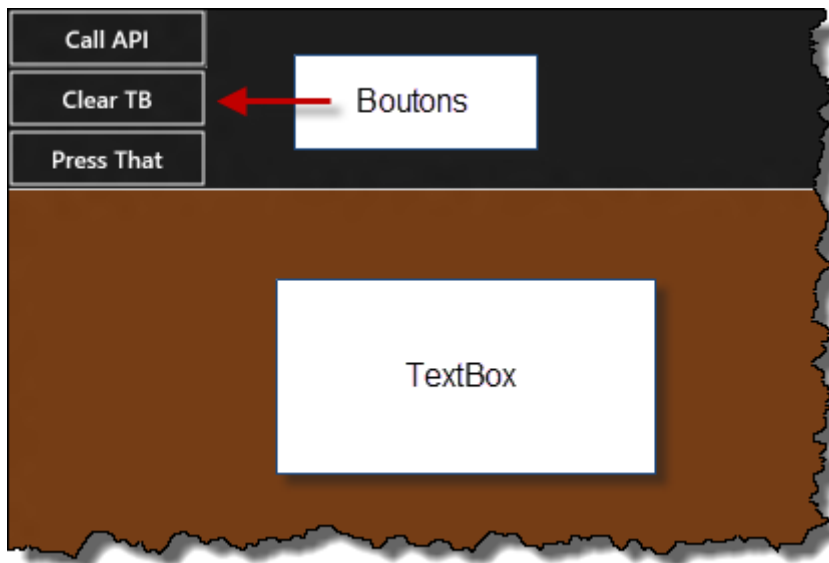 Call API
Clear TB
Boutons
Press That
TextBox